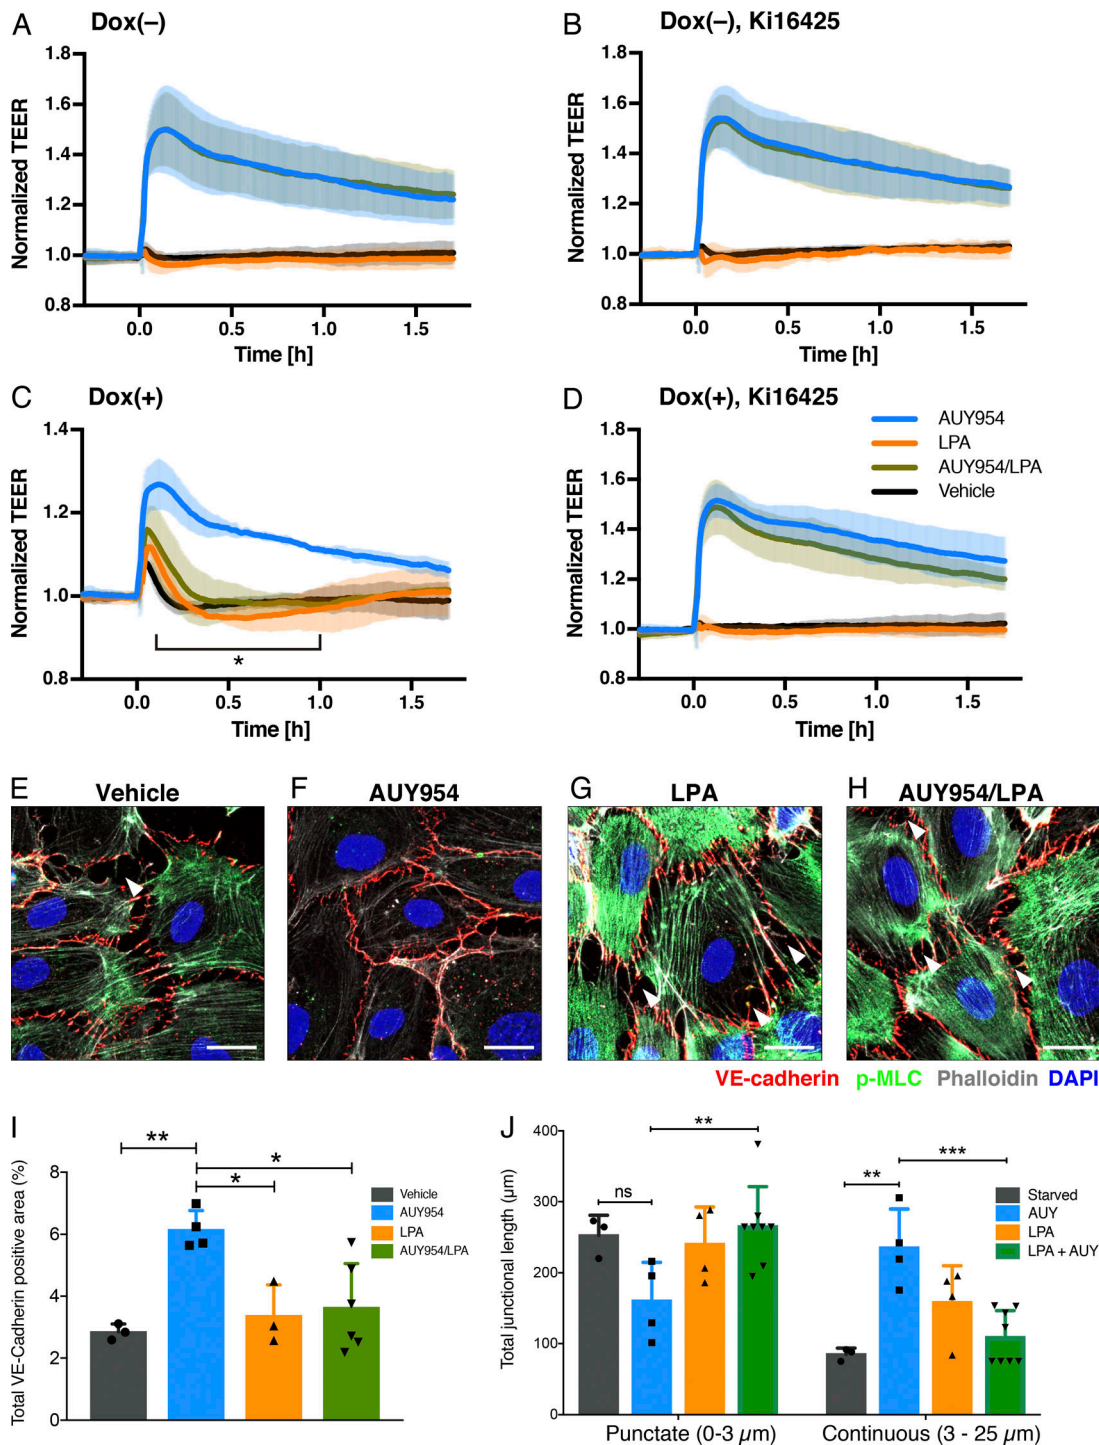 A Dox(–)
Normalized TEER
1.8
1.6
1.4
1.2
1.0
0.8
0.0 0.5 1.0 1.5
Time [h]
B Dox(–), Ki16425
Normalized TEER
1.8
1.6
1.4
1.2
1.0
0.8
0.0 0.5 1.0 1.5
Time [h]
C Dox(+)
Normalized TEER
1.4
1.2
1.0
0.8
*
0.0 0.5 1.0 1.5
Time [h]
D Dox(+), Ki16425
AUY954
LPA
AUY954/LPA
Vehicle
Normalized TEER
1.8
1.6
1.4
1.2
1.0
0.8
0.0 0.5 1.0 1.5
Time [h]
E Vehicle
F AUY954
G LPA
H AUY954/LPA
VE-cadherin p-MLC Phalloidin DAPI
I
Total VE-Cadherin positive area (%)
8
6
4
2
0
**
*
*
Vehicle
AUY954
LPA
AUY954/LPA
J
Total junctional length (µm)
400
300
200
100
0
ns
**
**
***
Starved
AUY
LPA
LPA + AUY
Punctate (0-3 µm) Continuous (3 - 25 µm)